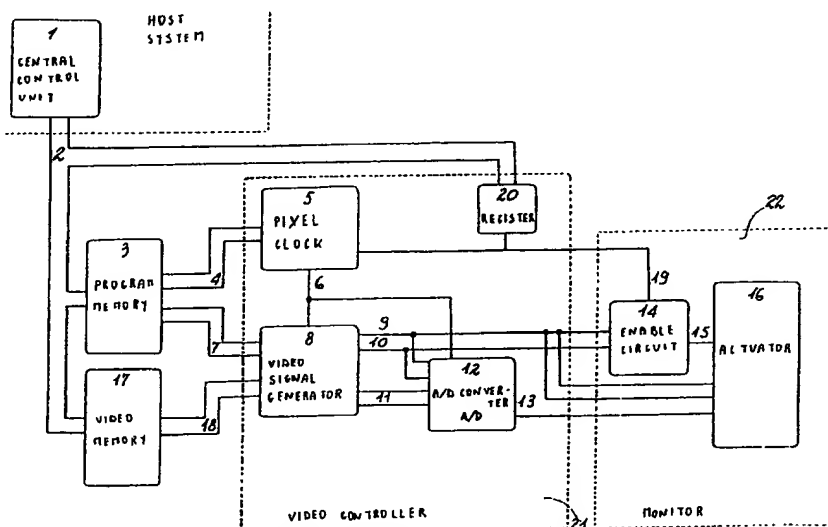 HOST
SYSTEM
1
CENTRAL
CONTROL
UNIT
2
3
PROGRAM
MEMORY
4
5
PIXEL
CLOCK
6
20
REGISTER
22
19
14
ENABLE
CIRCUIT
15
16
ACTUATOR
7
8
VIDEO
SIGNAL
GENERATOR
9
10
11
12
A/D CONVER-
TER
A/D
13
17
VIDEO
MEMORY
18
VIDEO CONTROLLER
21
MONITOR